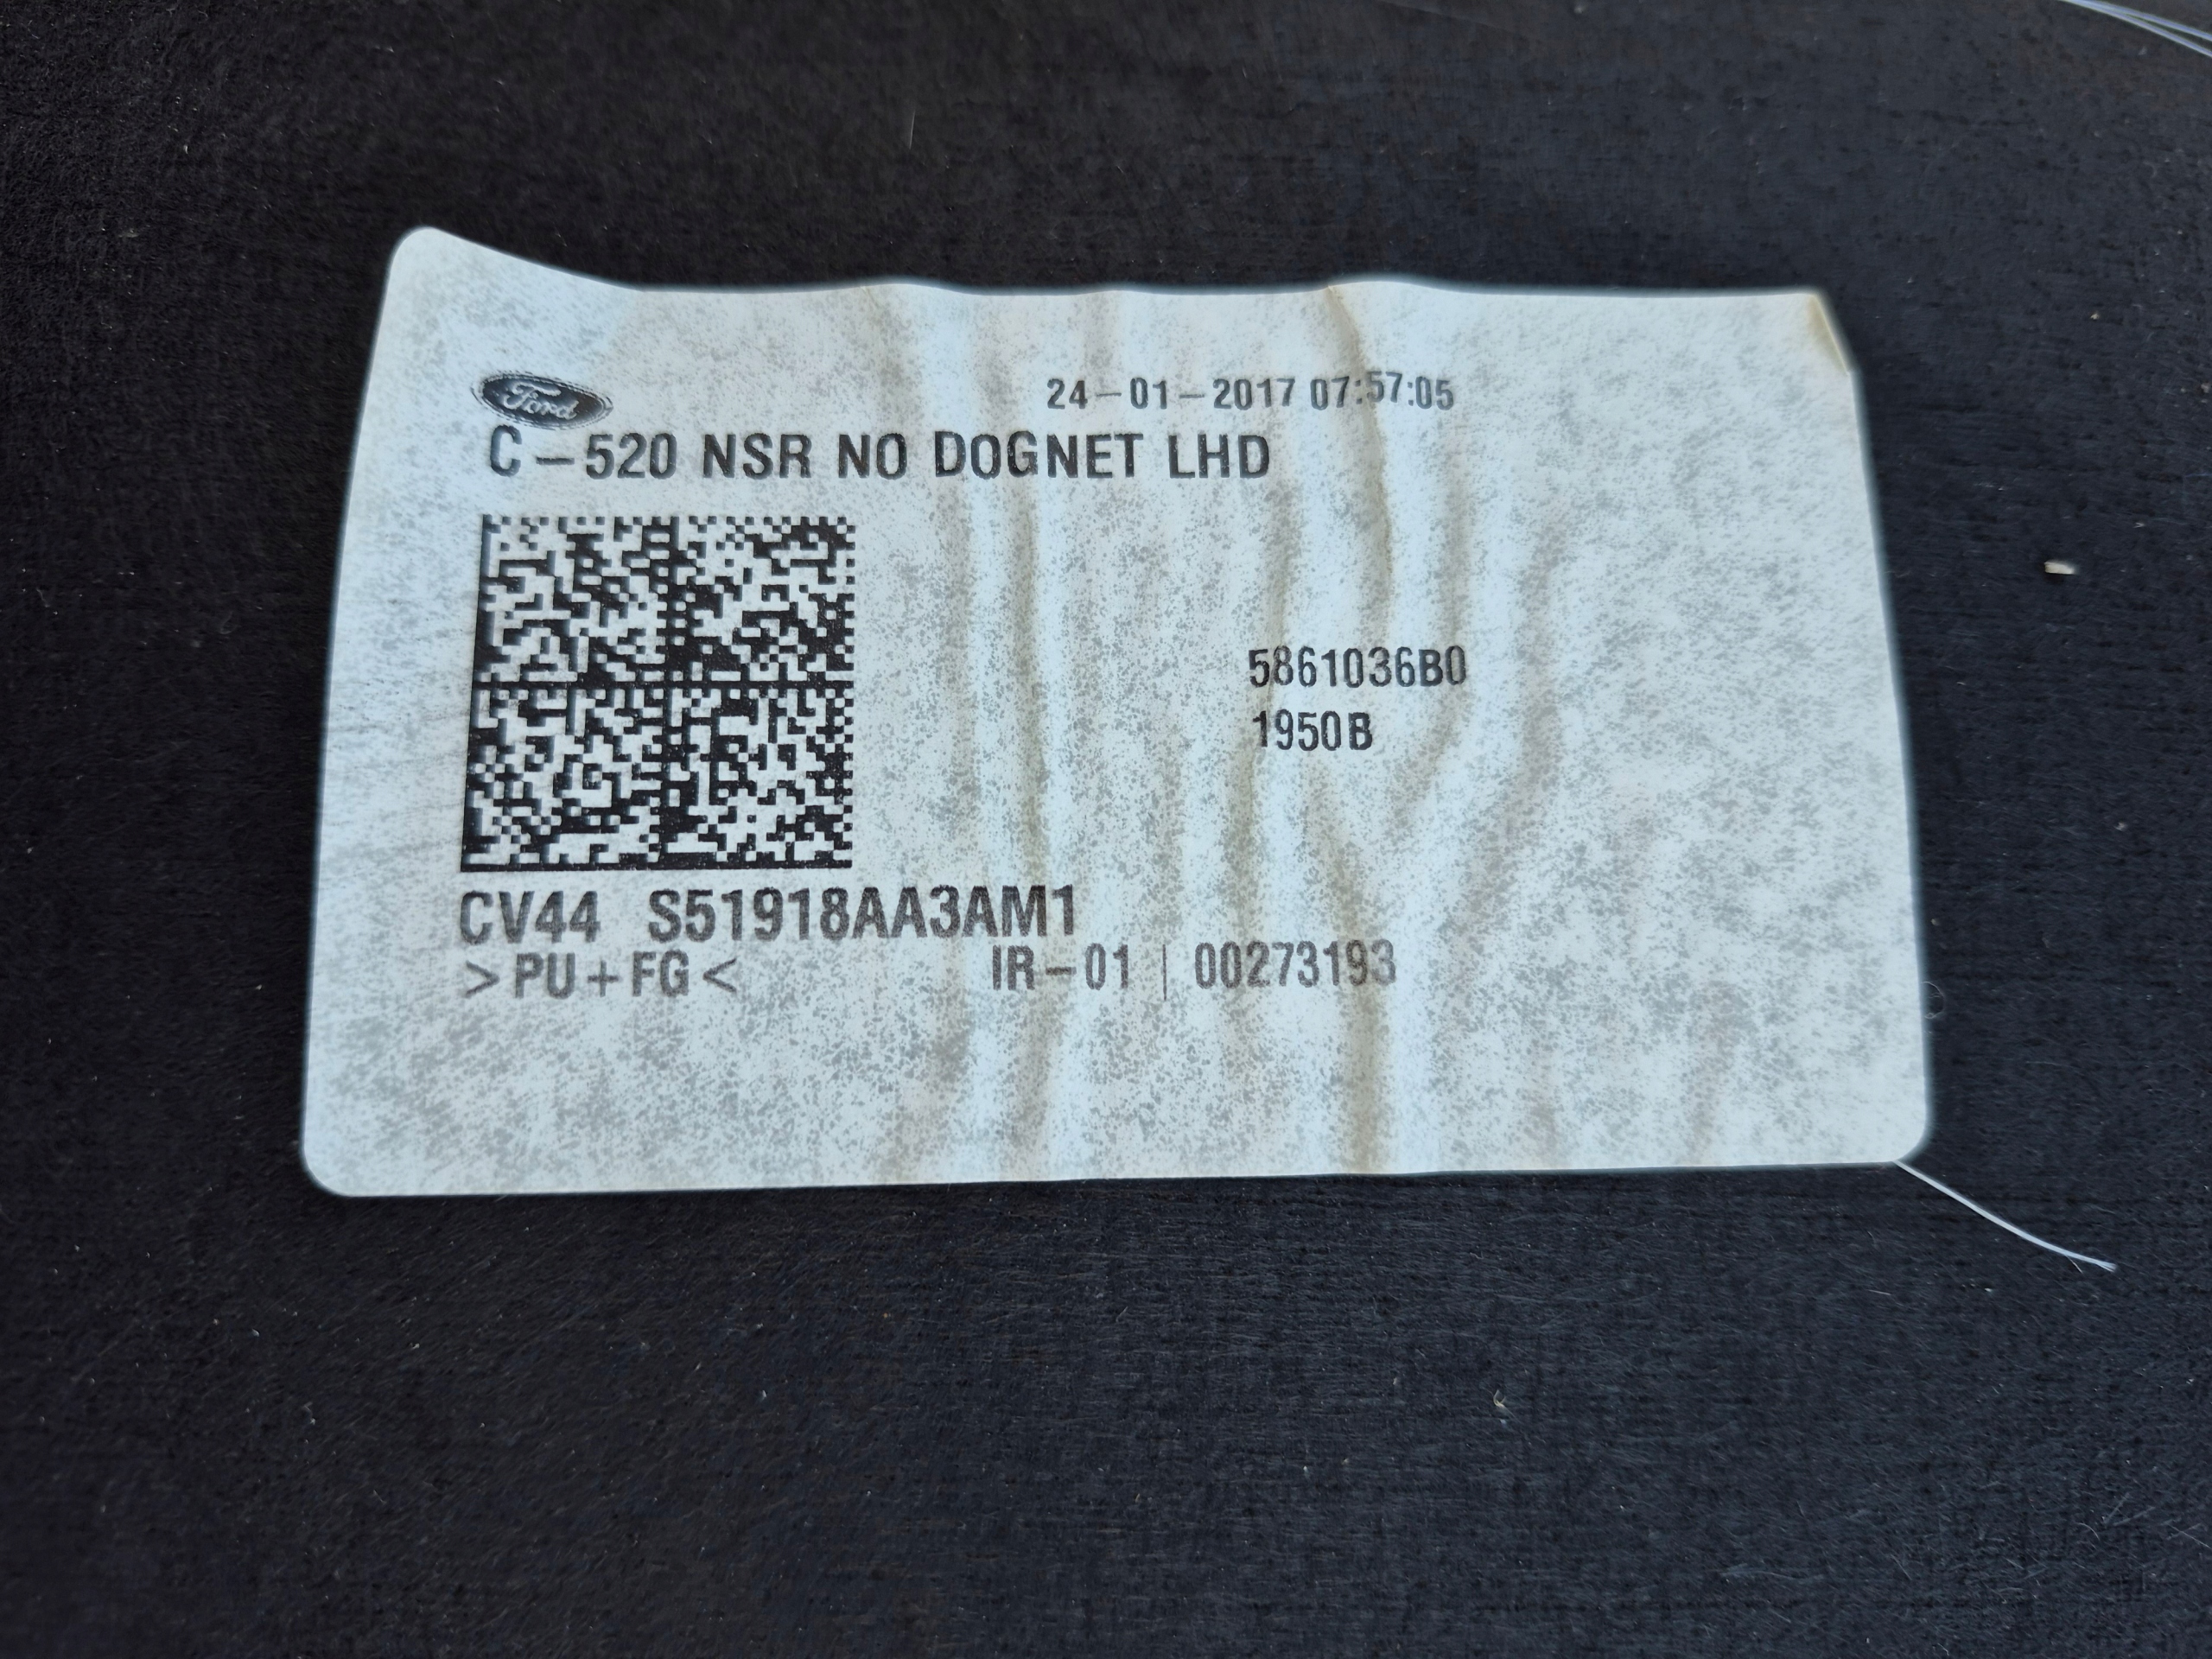 Ford
24-01-2017 07:57:05
C-520 NSR NO DOGNET LHD
5861036B0
1950B
CV44 S51918AA3AM1
>PU+FG< IR-01 | 00273193